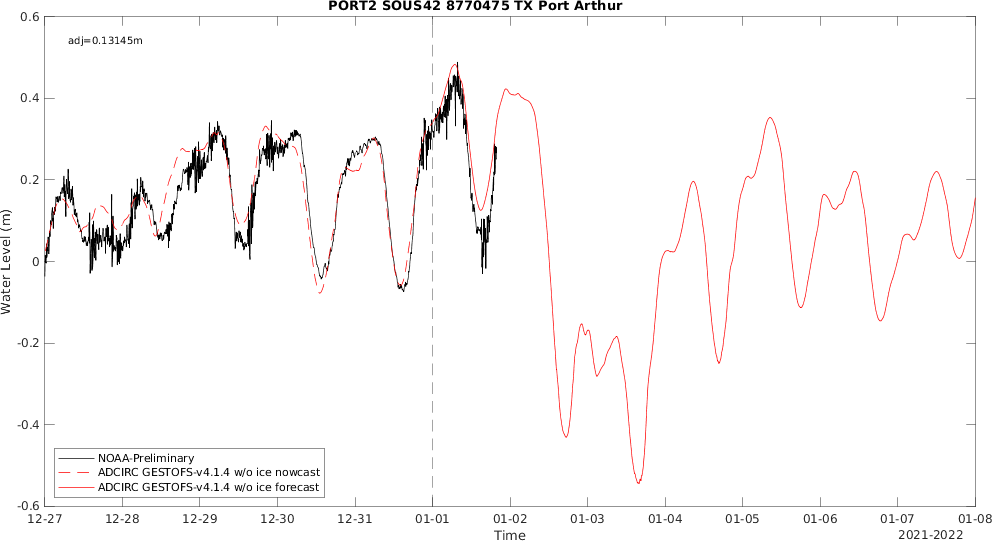 PORT2 SOUS42 8770475 TX Port Arthur
adj=0.13145m
0.6
0.4
0.2
0
-0.2
-0.4
-0.6
Water Level (m)
NOAA-Preliminary
ADCIRC GESTOFS-v4.1.4 w/o ice nowcast
ADCIRC GESTOFS-v4.1.4 w/o ice forecast
12-27 12-28 12-29 12-30 12-31 01-01 01-02 01-03 01-04 01-05 01-06 01-07 01-08
Time
2021-2022